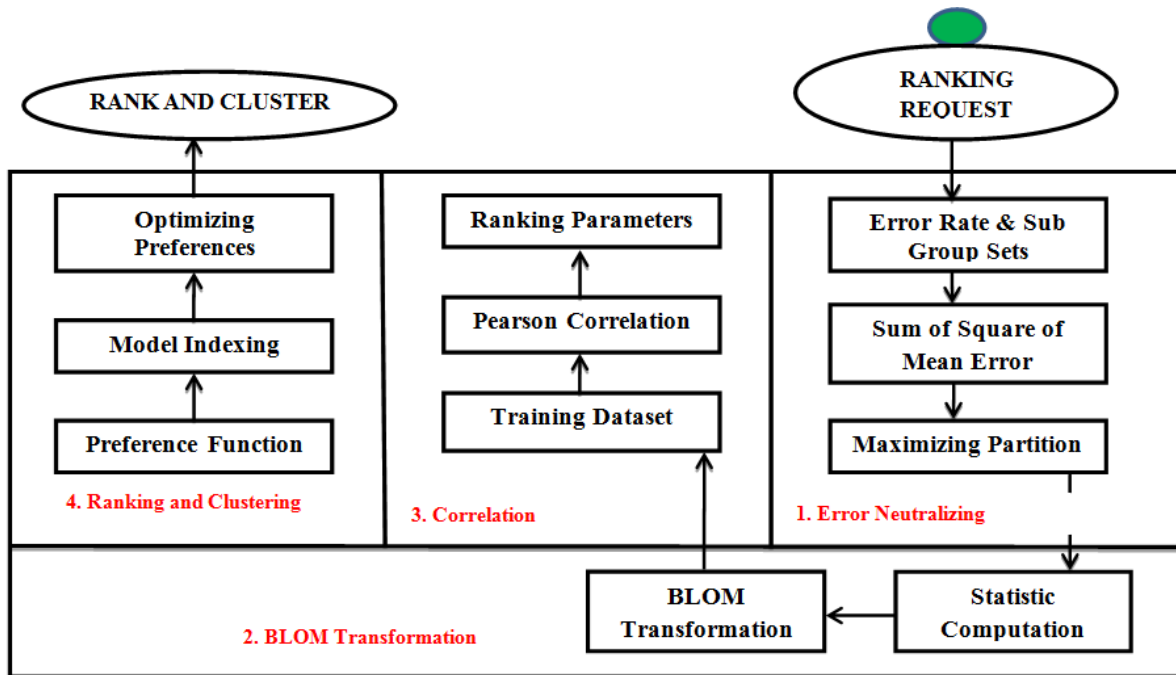 RANK AND CLUSTER
RANKING
REQUEST
Optimizing
Preferences
Model Indexing
Preference Function
4. Ranking and Clustering
Ranking Parameters
Pearson Correlation
Training Dataset
3. Correlation
Error Rate & Sub
Group Sets
Sum of Square of
Mean Error
Maximizing Partition
1. Error Neutralizing
2. BLOM Transformation
BLOM
Transformation
Statistic
Computation